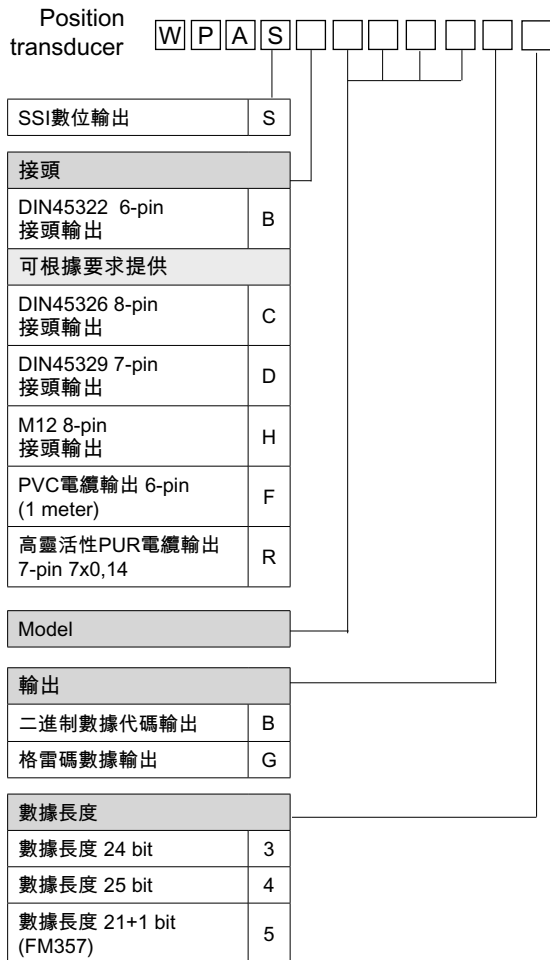 Position
transducer
W P A S
SSI數位輸出 S
接頭
DIN45322 6-pin
接頭輸出 B
可根據要求提供
DIN45326 8-pin
接頭輸出 C
DIN45329 7-pin
接頭輸出 D
M12 8-pin
接頭輸出 H
PVC電纜輸出 6-pin
(1 meter) F
高靈活性PUR電纜輸出
7-pin 7x0,14 R
Model
輸出
二進制數據代碼輸出 B
格雷碼數據輸出 G
數據長度
數據長度 24 bit 3
數據長度 25 bit 4
數據長度 21+1 bit
(FM357) 5